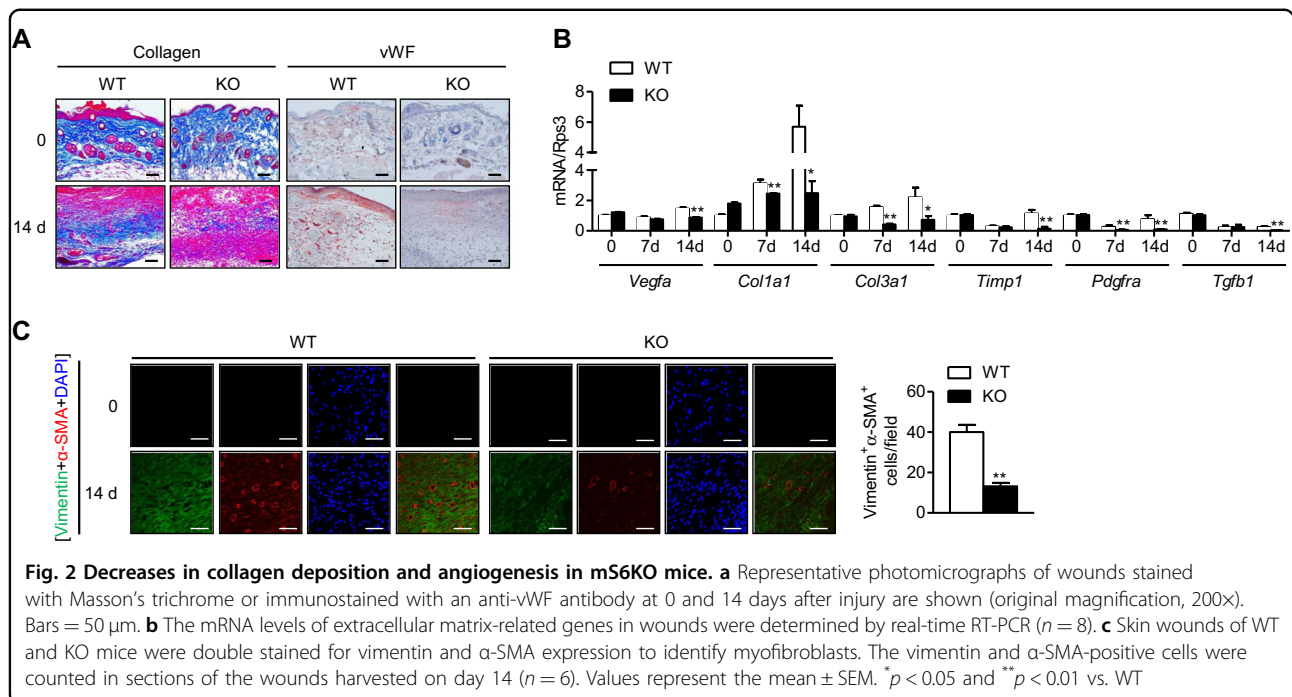 A
Collagen
vWF
WT
KO
WT
KO
0
14 d
B
WT
KO
mRNA/Rps3
8
6
4
2
0
0 7d 14d 0 7d 14d 0 7d 14d 0 7d 14d 0 7d 14d 0 7d 14d
** ** * ** * ** ** ** **
Vegfa Col1a1 Col3a1 Timp1 Pdgfra Tgfb1
C
WT
KO
[Vimentin+α-SMA+DAPI]
0
14 d
WT
KO
Vimentin⁺α-SMA⁺
cells/field
60
40
20
0
**
Fig. 2 Decreases in collagen deposition and angiogenesis in mS6KO mice. a Representative photomicrographs of wounds stained
with Masson's trichrome or immunostained with an anti-vWF antibody at 0 and 14 days after injury are shown (original magnification, 200×).
Bars = 50 μm. b The mRNA levels of extracellular matrix-related genes in wounds were determined by real-time RT-PCR (n = 8). c Skin wounds of WT
and KO mice were double stained for vimentin and α-SMA expression to identify myofibroblasts. The vimentin and α-SMA-positive cells were
counted in sections of the wounds harvested on day 14 (n = 6). Values represent the mean ± SEM. *p < 0.05 and **p < 0.01 vs. WT